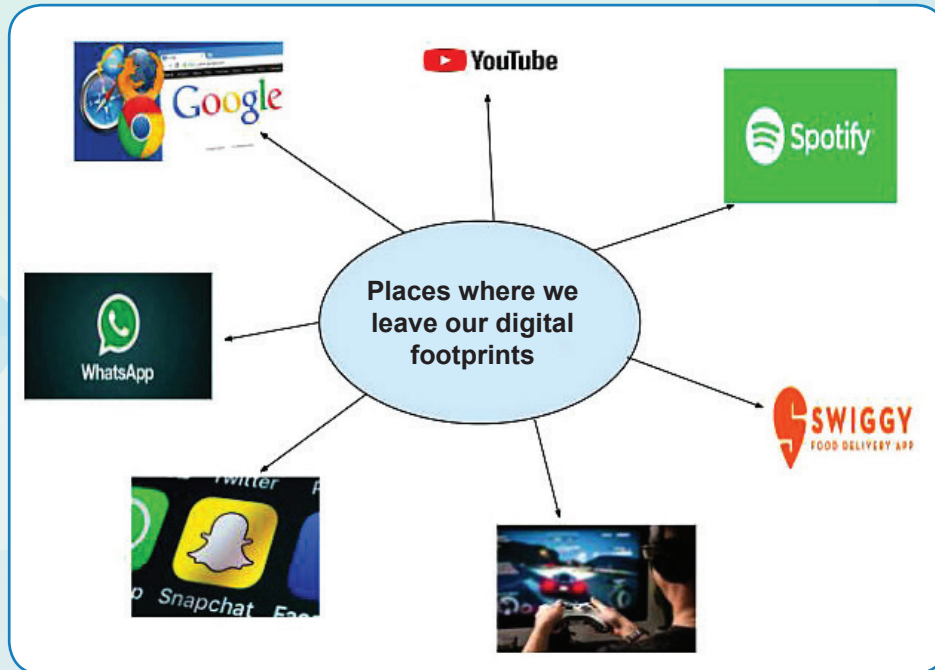 YouTube
Google
Spotify
Places where we
leave our digital
footprints
WhatsApp
SWIGGY
FOOD DELIVERY APP
Twitter
Snapchat